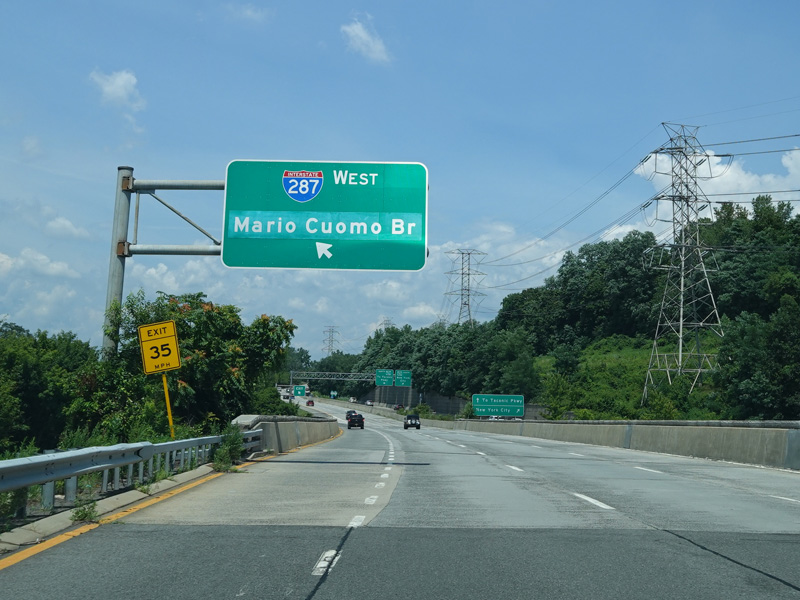 INTERSTATE
287
WEST
Mario Cuomo Br
EXIT
35
MPH
To Taconic Pkwy
New York City